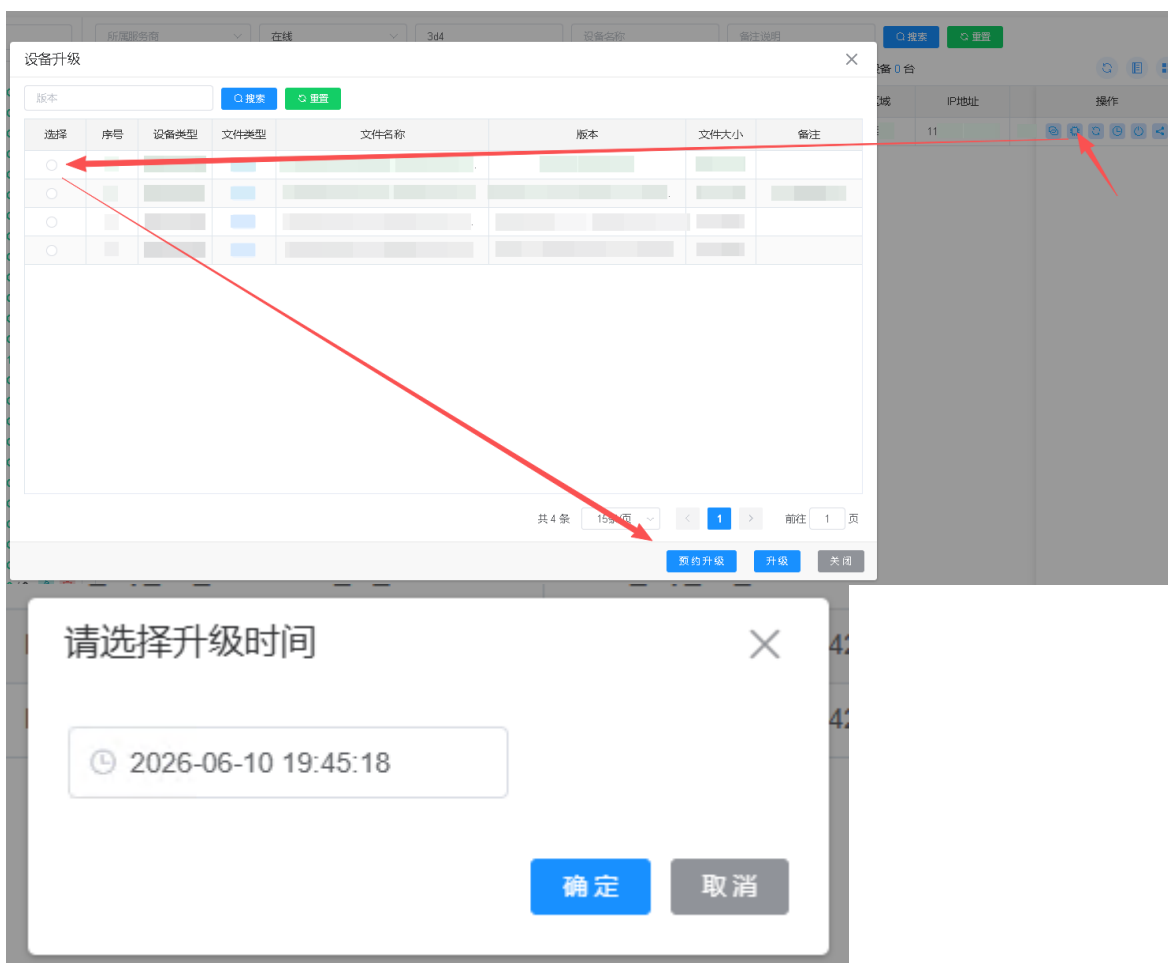 所属服务商 在线 3d4 设备名称 备注说明 搜索 重置
设备升级
备 0 台
版本 搜索 重置
域 IP地址 操作
选择 序号 设备类型 文件类型 文件名称 版本 文件大小 备注
11
共 4 条 15条/页 1 前往 1 页
预约升级 升级 关闭
请选择升级时间
42
42
2026-06-10 19:45:18
确定 取消